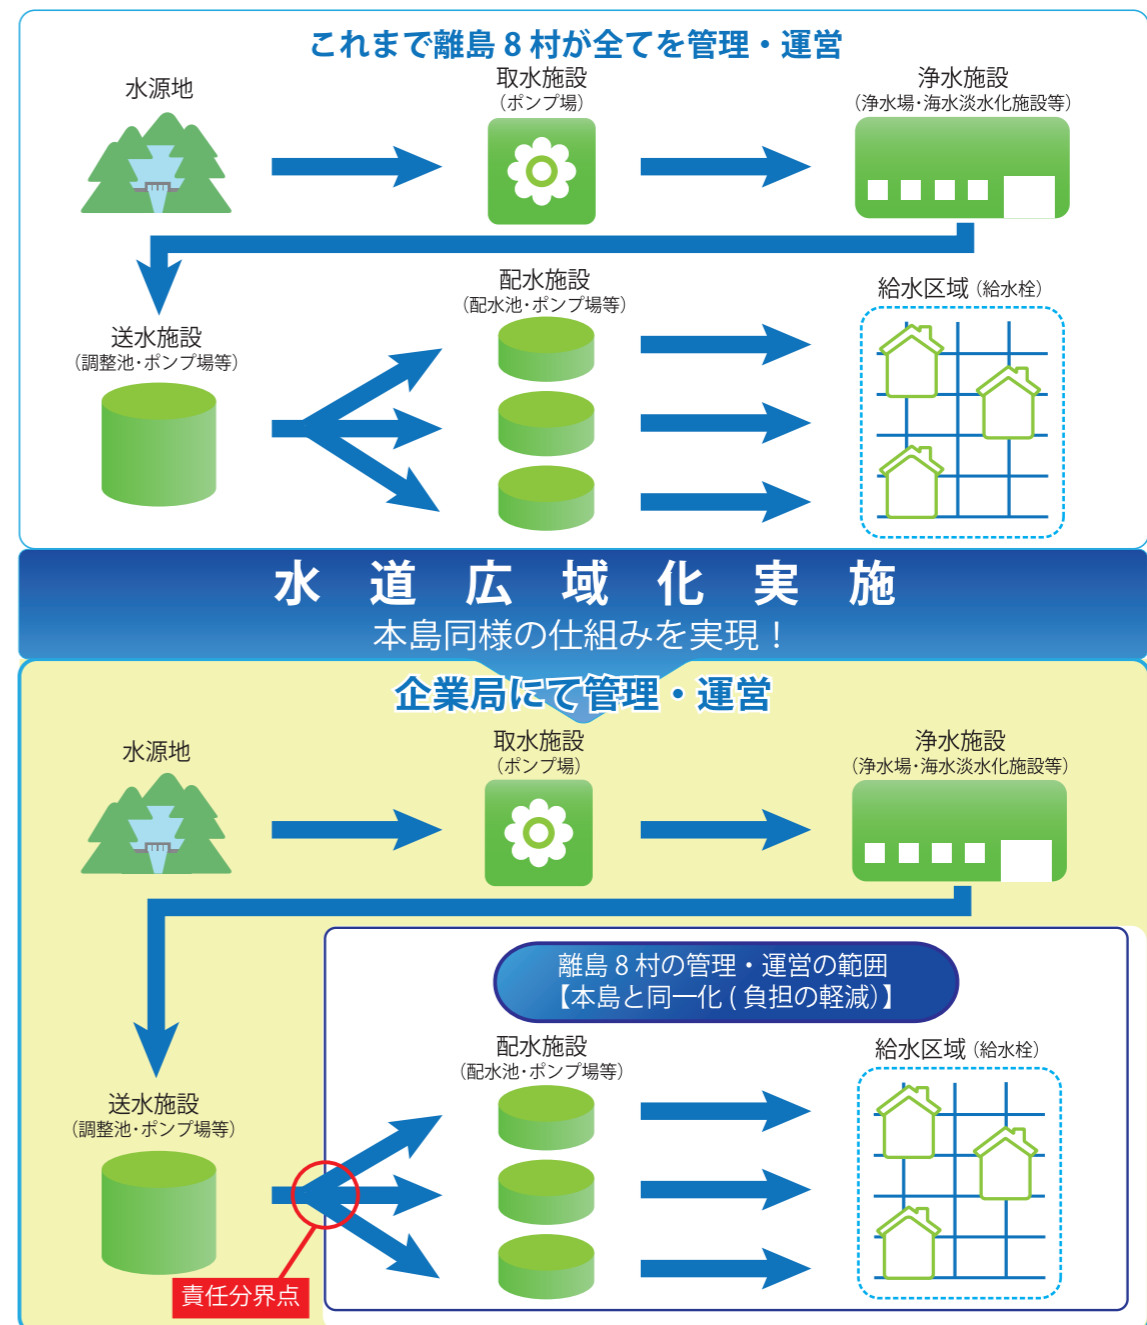 これまで離島８村が全てを管理・運営
水源地
取水施設
（ポンプ場）
浄水施設
（浄水場・海水淡水化施設等）
送水施設
（調整池・ポンプ場等）
配水施設
（配水池・ポンプ場等）
給水区域（給水栓）
水道広域化実施
本島同様の仕組みを実現！
企業局にて管理・運営
水源地
取水施設
（ポンプ場）
浄水施設
（浄水場・海水淡水化施設等）
離島８村の管理・運営の範囲
【本島と同一化(負担の軽減)】
送水施設
（調整池・ポンプ場等）
配水施設
（配水池・ポンプ場等）
給水区域（給水栓）
責任分界点